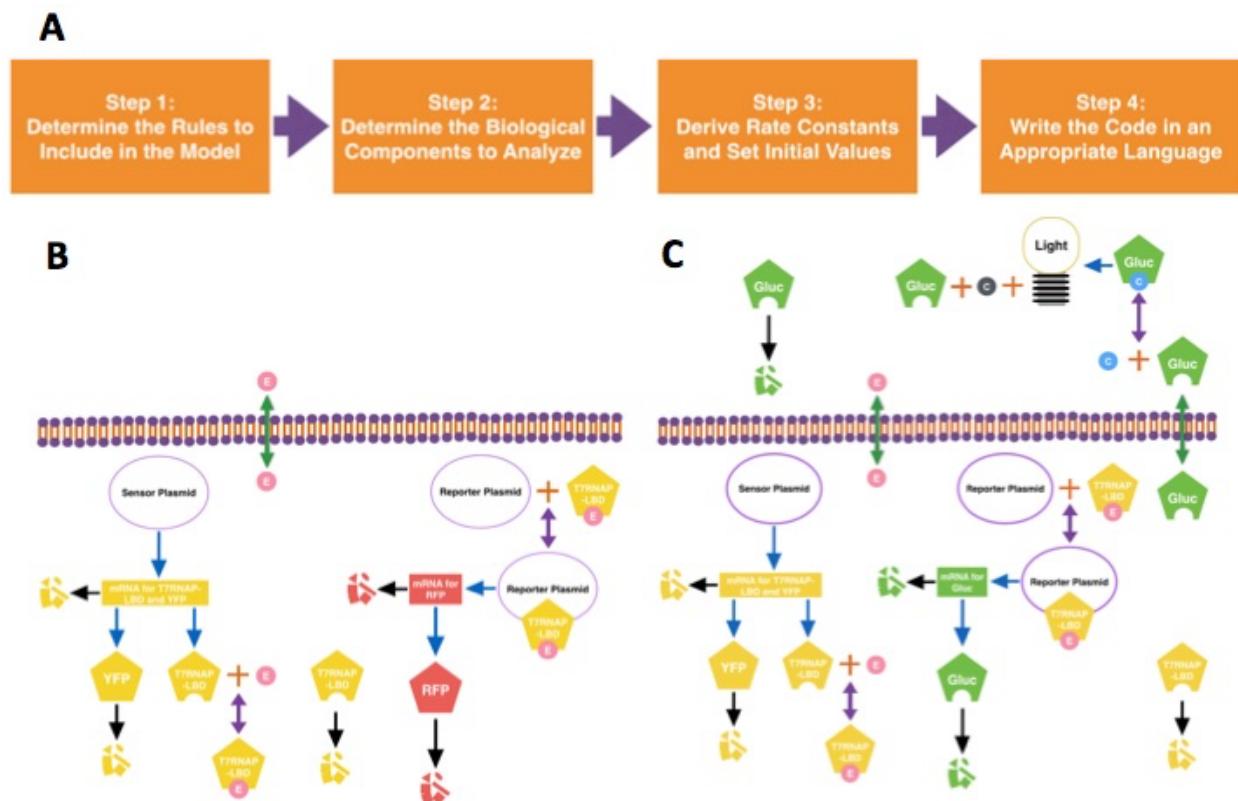 A
Step 1:
Determine the Rules to
Include in the Model
Step 2:
Determine the Biological
Components to Analyze
Step 3:
Derive Rate Constants
and Set Initial Values
Step 4:
Write the Code in an
Appropriate Language
B
E
E
Sensor Plasmid
Reporter Plasmid
T7RNAP
-LBD
E
mRNA for T7RNAP-
LBD and YFP
mRNA for
RFP
Reporter Plasmid
T7RNAP
-LBD
E
YFP
T7RNAP
-LBD
E
T7RNAP
-LBD
RFP
T7RNAP
-LBD
E
C
Gluc
Gluc
C
Light
Gluc
C
C
Gluc
E
E
Gluc
Sensor Plasmid
Reporter Plasmid
T7RNAP
-LBD
E
mRNA for T7RNAP-
LBD and YFP
mRNA for
Gluc
Reporter Plasmid
T7RNAP
-LBD
E
YFP
T7RNAP
-LBD
E
Gluc
T7RNAP
-LBD
T7RNAP
-LBD
E